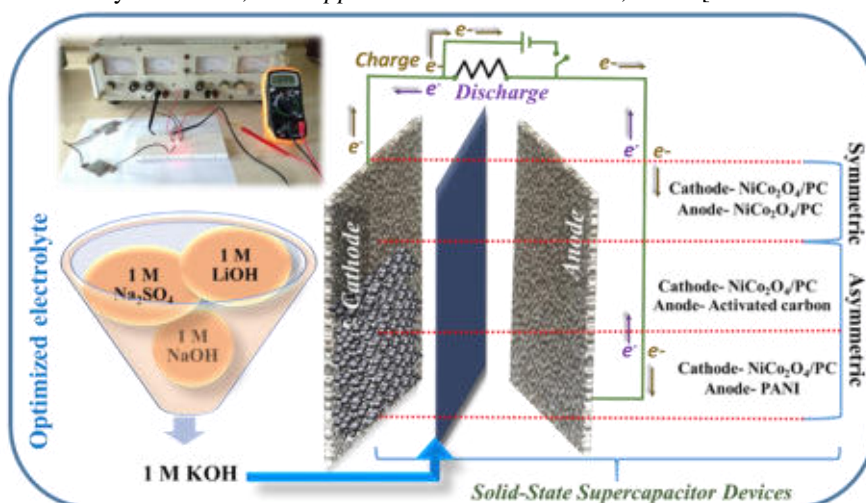 Charge
e-
e-
e-
e-
Discharge
e-
e-
e-
e-
Cathode
Anode
Symmetric
Cathode- NiCo₂O₄/PC
Anode- NiCo₂O₄/PC
Asymmetric
Cathode- NiCo₂O₄/PC
Anode- Activated carbon
e-
e-
Cathode- NiCo₂O₄/PC
Anode- PANI
Optimized electrolyte
1 M
Na₂SO₄
1 M
LiOH
1 M
NaOH
1 M KOH
Solid-State Supercapacitor Devices